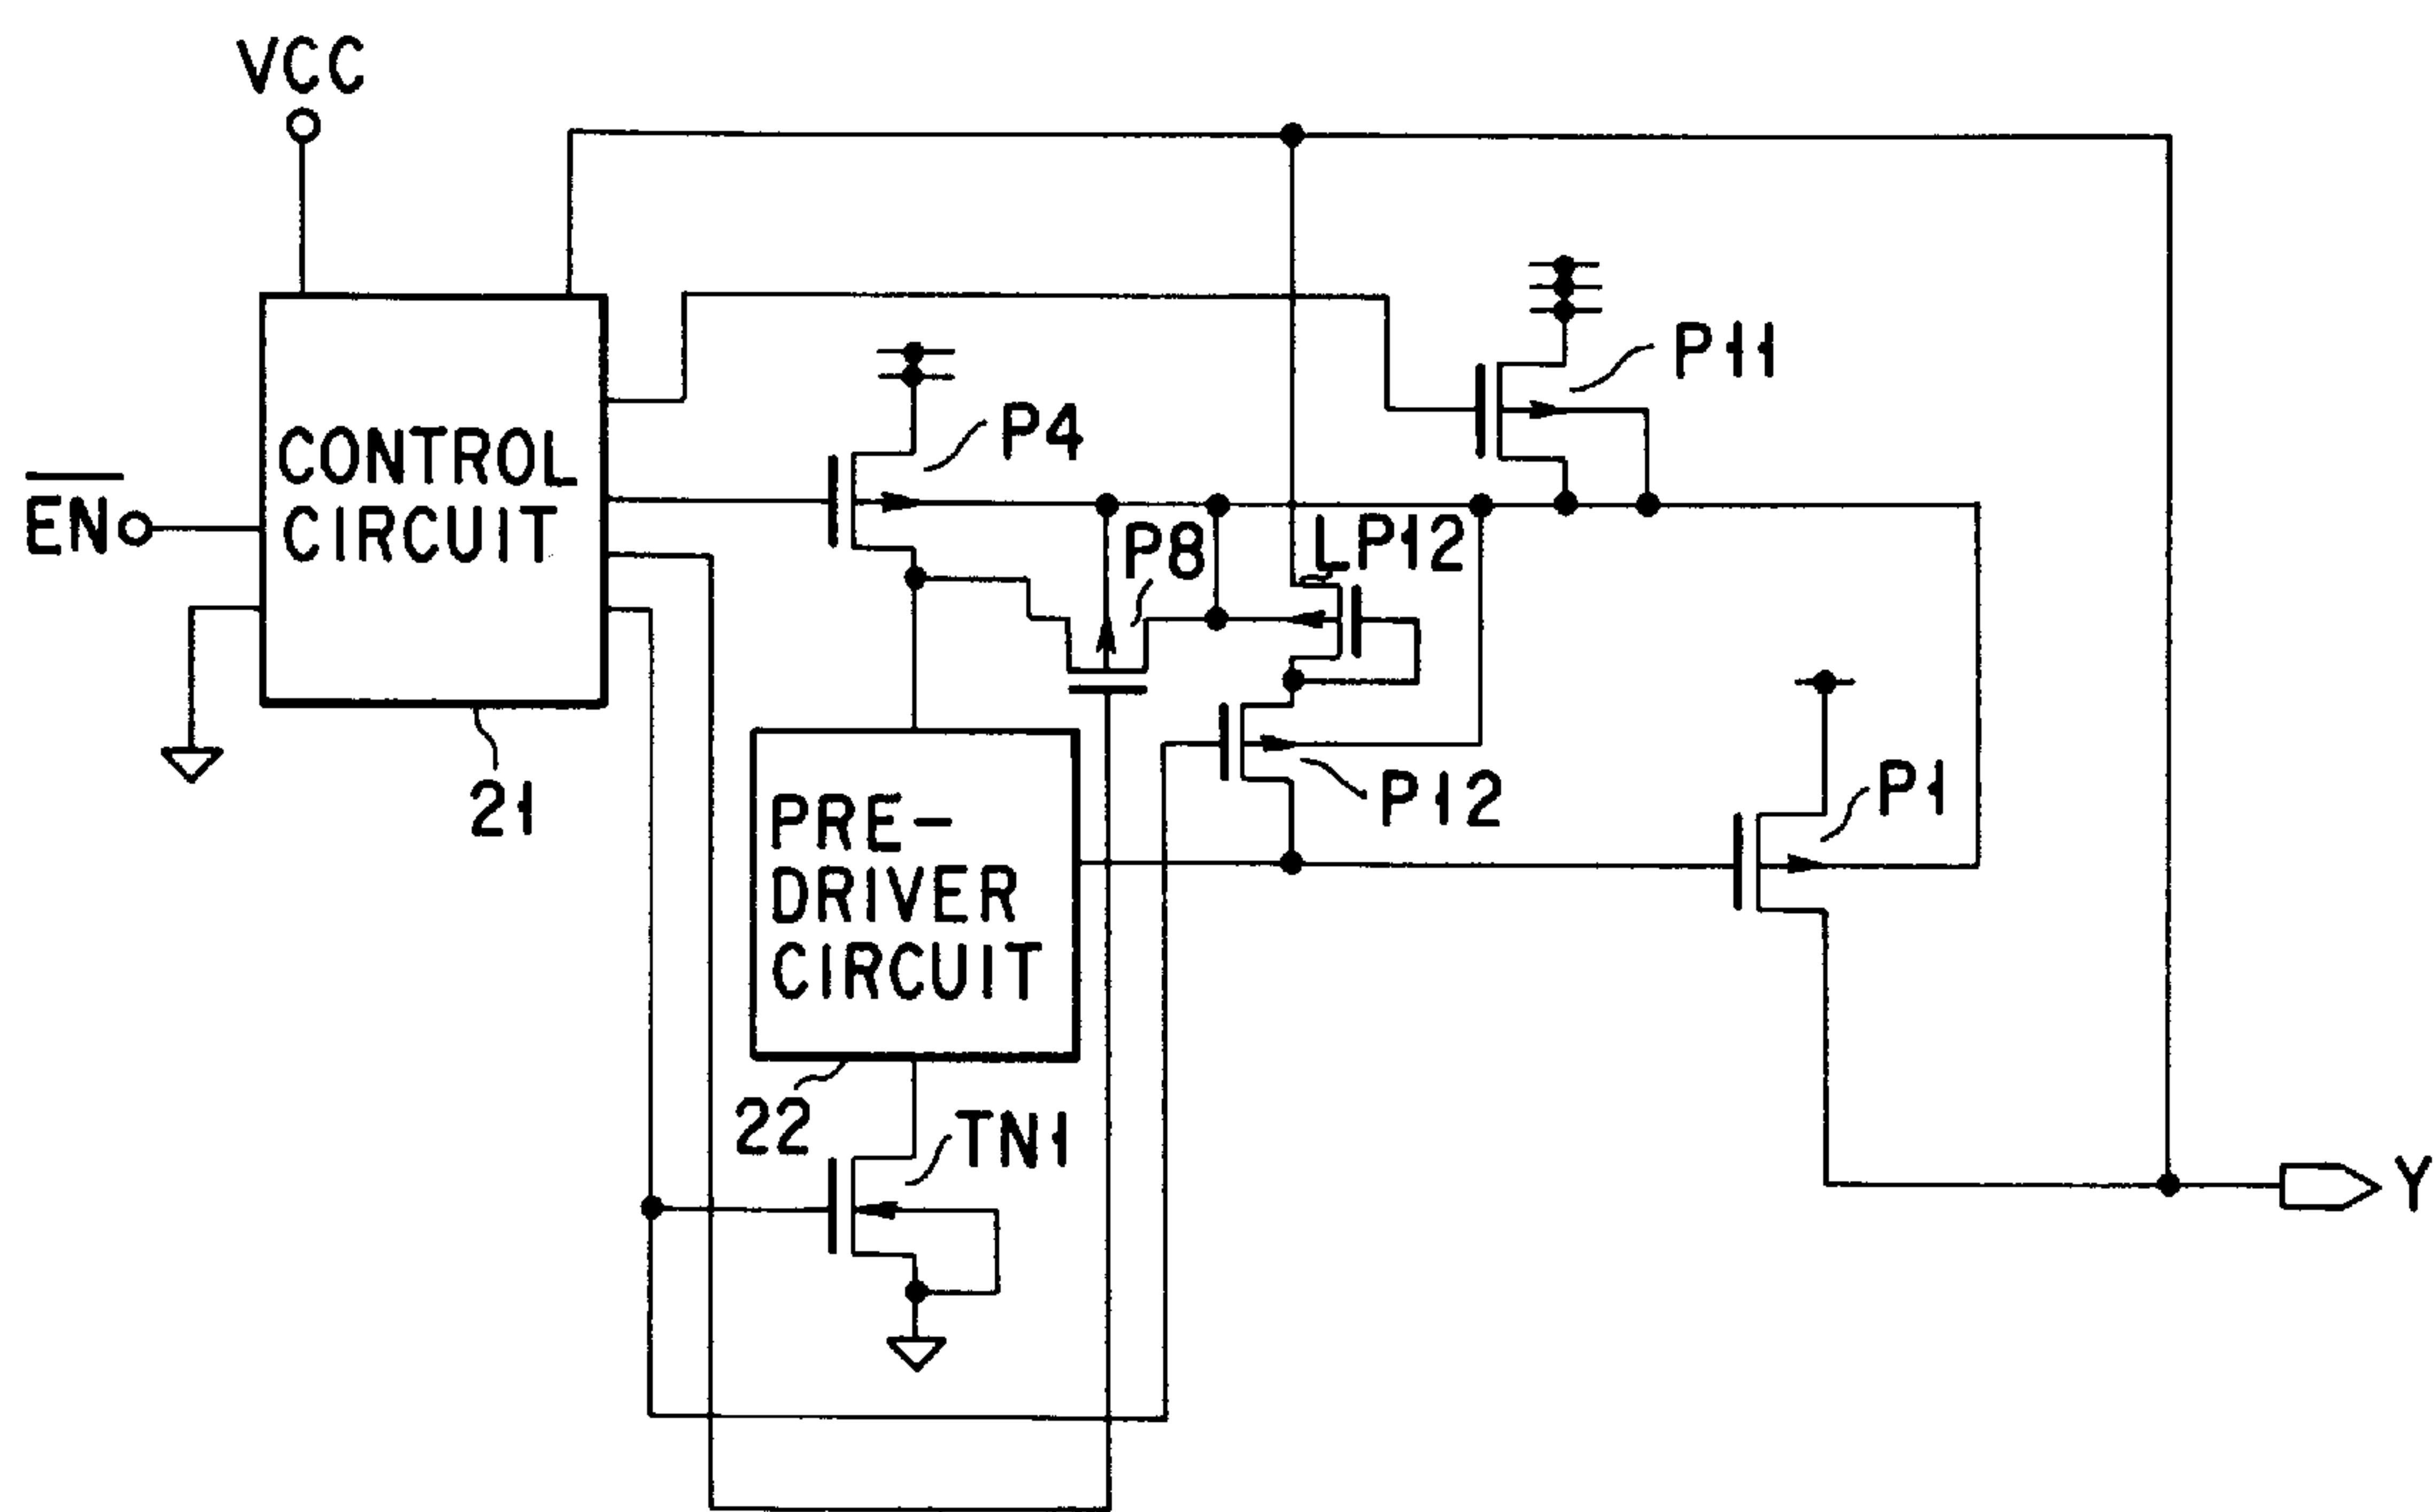 VCC
P11
P4
CONTROL
CIRCUIT
EN
P8
LP12
21
P12
P1
PRE-
DRIVER
CIRCUIT
22
TN1
Y